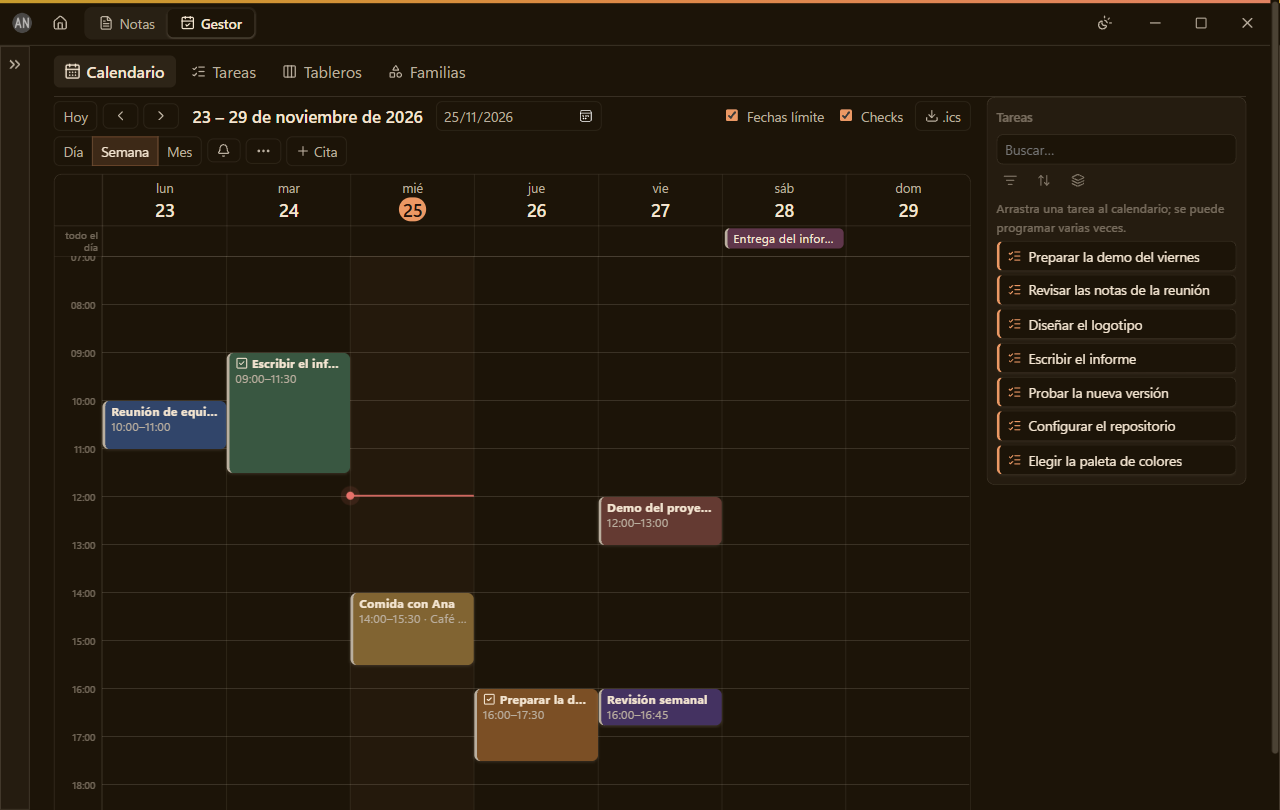 AN
Notas
Gestor
Calendario
Tareas
Tableros
Familias
Hoy
23 – 29 de noviembre de 2026
25/11/2026
Fechas límite
Checks
.ics
Día
Semana
Mes
Cita
lun
23
mar
24
mié
25
jue
26
vie
27
sáb
28
dom
29
todo el
día
Entrega del infor...
07:00
08:00
09:00
10:00
11:00
12:00
13:00
14:00
15:00
16:00
17:00
18:00
Reunión de equi...
10:00–11:00
Escribir el inf...
09:00–11:30
Comida con Ana
14:00–15:30 · Café ...
Preparar la d...
16:00–17:30
Demo del proye...
12:00–13:00
Revisión semanal
16:00–16:45
Tareas
Buscar...
Arrastra una tarea al calendario; se puede
programar varias veces.
Preparar la demo del viernes
Revisar las notas de la reunión
Diseñar el logotipo
Escribir el informe
Probar la nueva versión
Configurar el repositorio
Elegir la paleta de colores